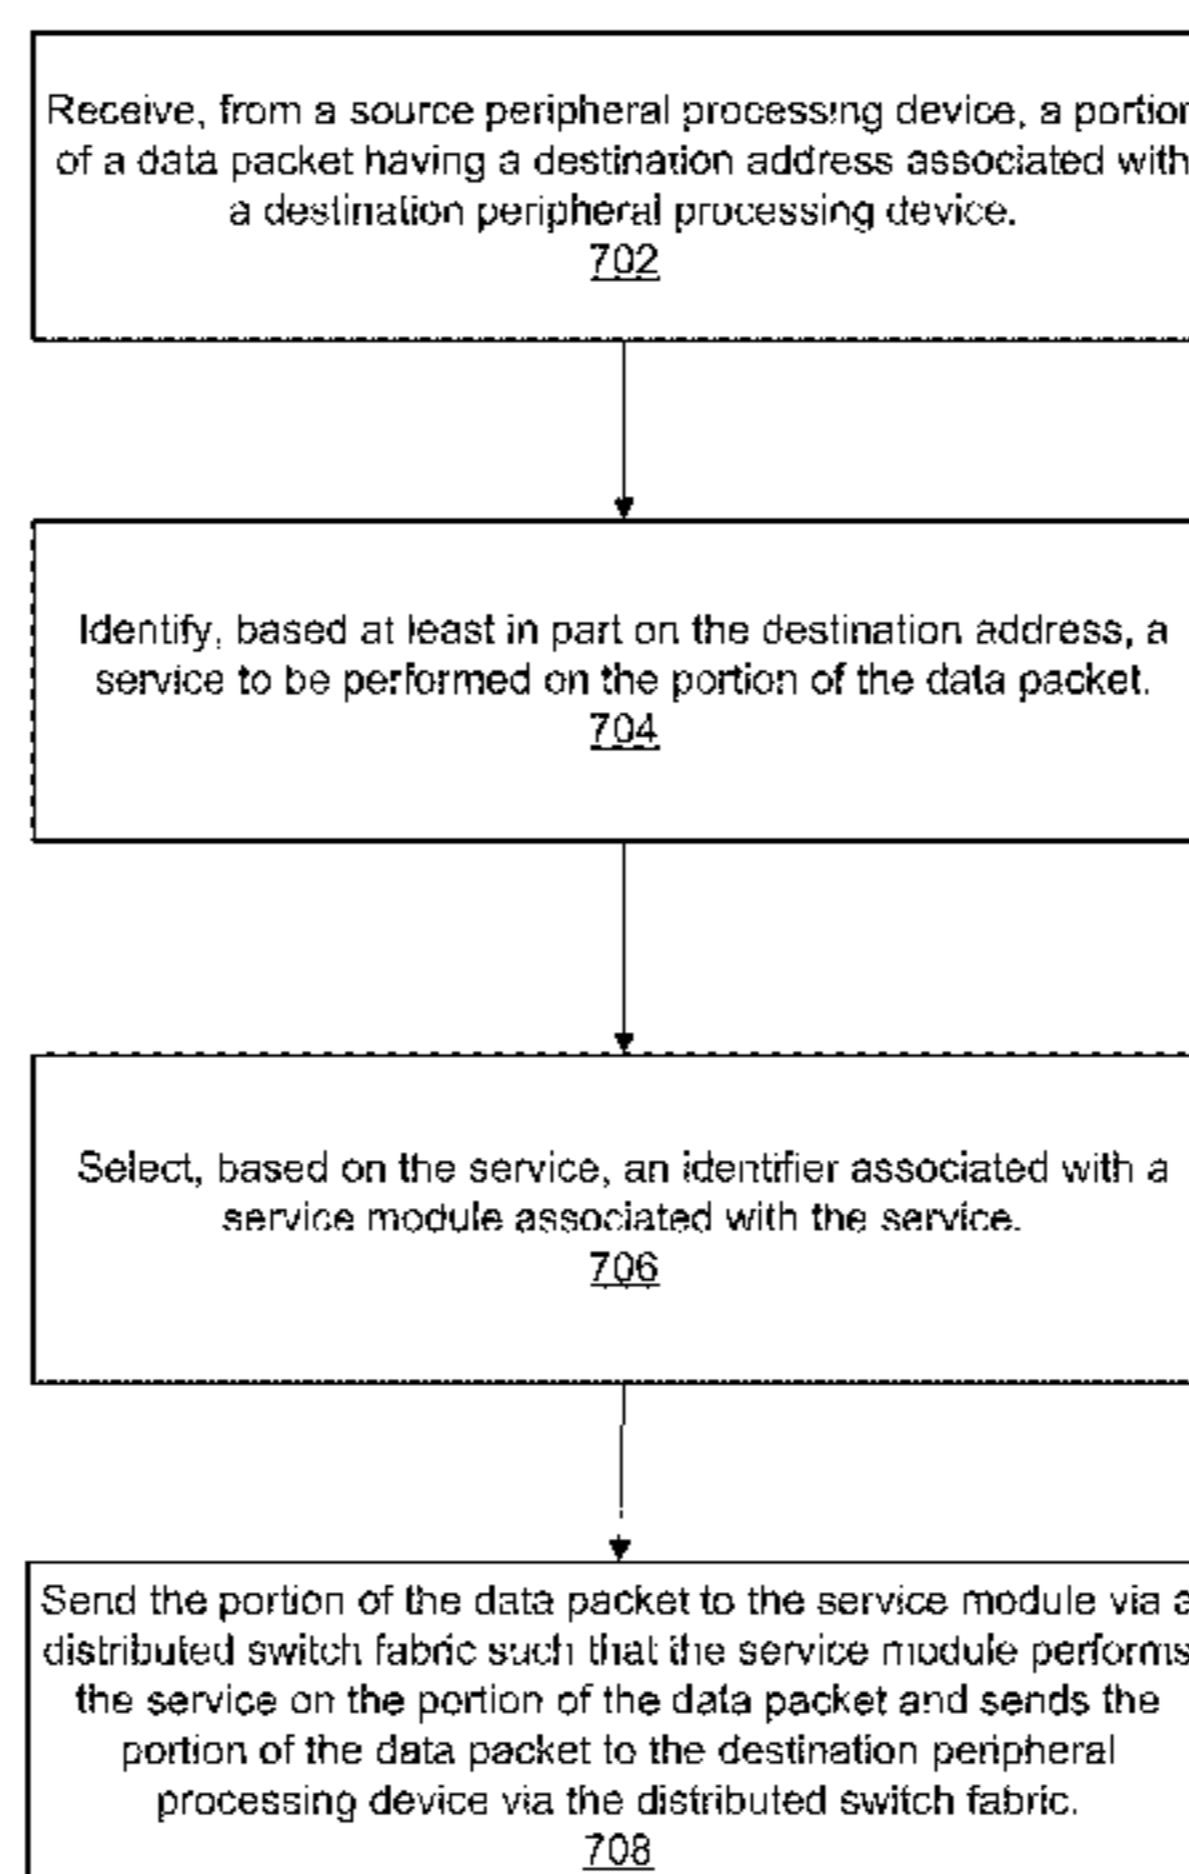 Receive, from a source peripheral processing device, a portion
of a data packet having a destination address associated with
a destination peripheral processing device.
702
Identify, based at least in part on the destination address, a
service to be performed on the portion of the data packet.
704
Select, based on the service, an identifier associated with a
service module associated with the service.
706
Send the portion of the data packet to the service module via a
distributed switch fabric such that the service module performs
the service on the portion of the data packet and sends the
portion of the data packet to the destination peripheral
processing device via the distributed switch fabric.
708